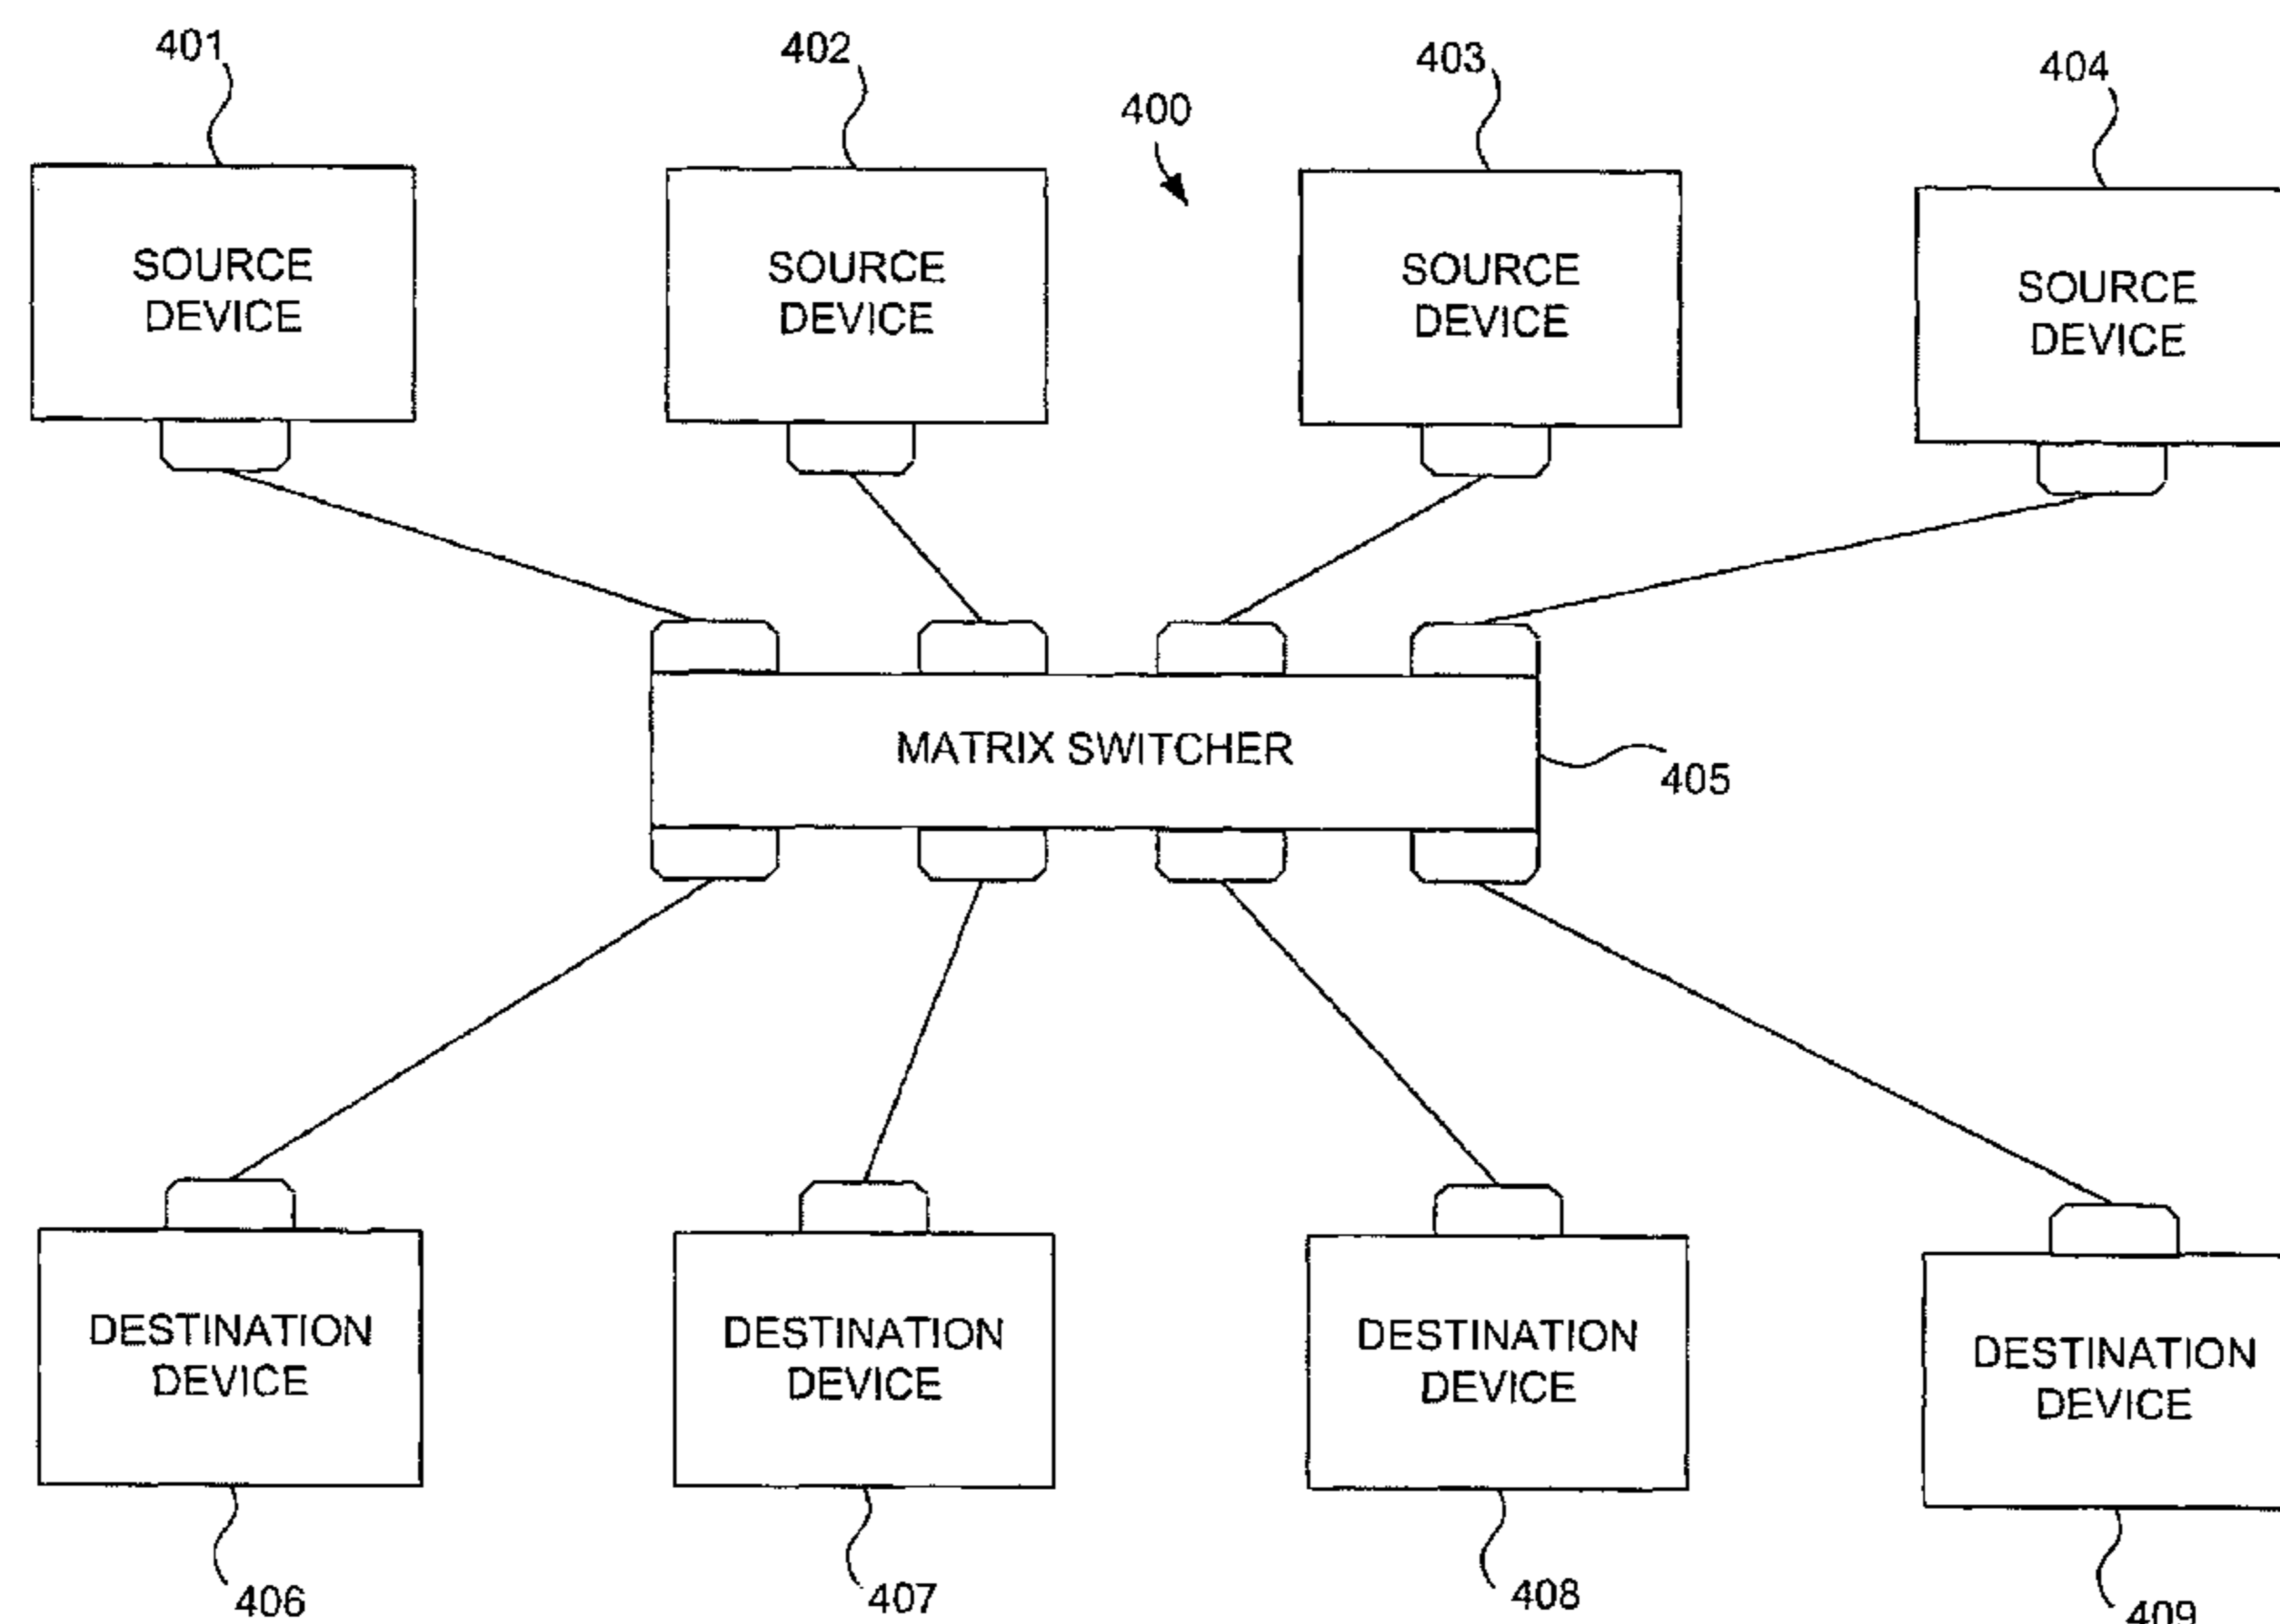 401
402
403
404
400
SOURCE
DEVICE
SOURCE
DEVICE
SOURCE
DEVICE
SOURCE
DEVICE
MATRIX SWITCHER
405
DESTINATION
DEVICE
DESTINATION
DEVICE
DESTINATION
DEVICE
DESTINATION
DEVICE
406
407
408
409